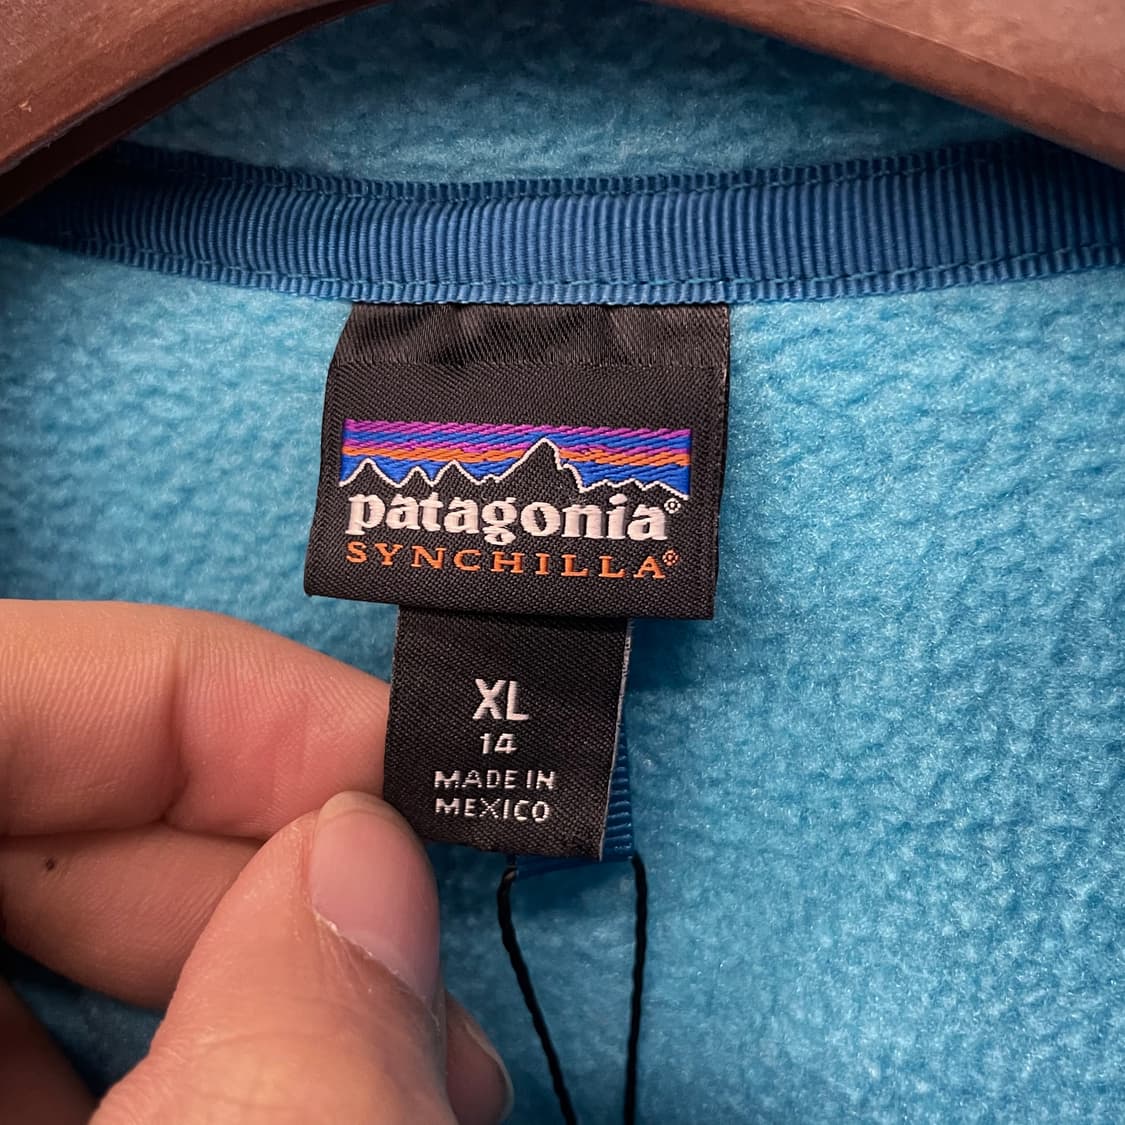 patagonia®
SYNCHILLA®
XL
14
MADE IN
MEXICO